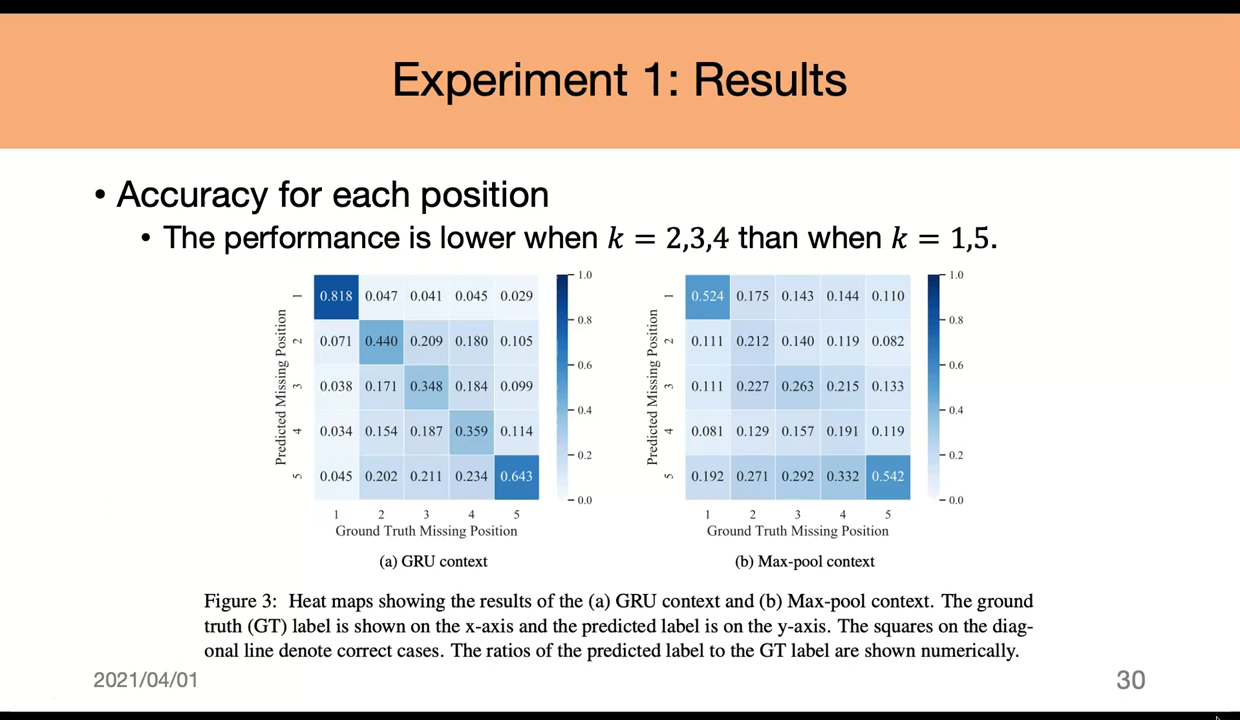 Experiment 1: Results
• Accuracy for each position
• The performance is lower when k = 2,3,4 than when k = 1,5.
Predicted Missing Position
1 0.818 0.047 0.041 0.045 0.029
2 0.071 0.440 0.209 0.180 0.105
3 0.038 0.171 0.348 0.184 0.099
4 0.034 0.154 0.187 0.359 0.114
5 0.045 0.202 0.211 0.234 0.643
1 2 3 4 5
Ground Truth Missing Position
1.0
0.8
0.6
0.4
0.2
0.0
(a) GRU context
Predicted Missing Position
1 0.524 0.175 0.143 0.144 0.110
2 0.111 0.212 0.140 0.119 0.082
3 0.111 0.227 0.263 0.215 0.133
4 0.081 0.129 0.157 0.191 0.119
5 0.192 0.271 0.292 0.332 0.542
1 2 3 4 5
Ground Truth Missing Position
1.0
0.8
0.6
0.4
0.2
0.0
(b) Max-pool context
Figure 3: Heat maps showing the results of the (a) GRU context and (b) Max-pool context. The ground
truth (GT) label is shown on the x-axis and the predicted label is on the y-axis. The squares on the diag-
onal line denote correct cases. The ratios of the predicted label to the GT label are shown numerically.
2021/04/01
30